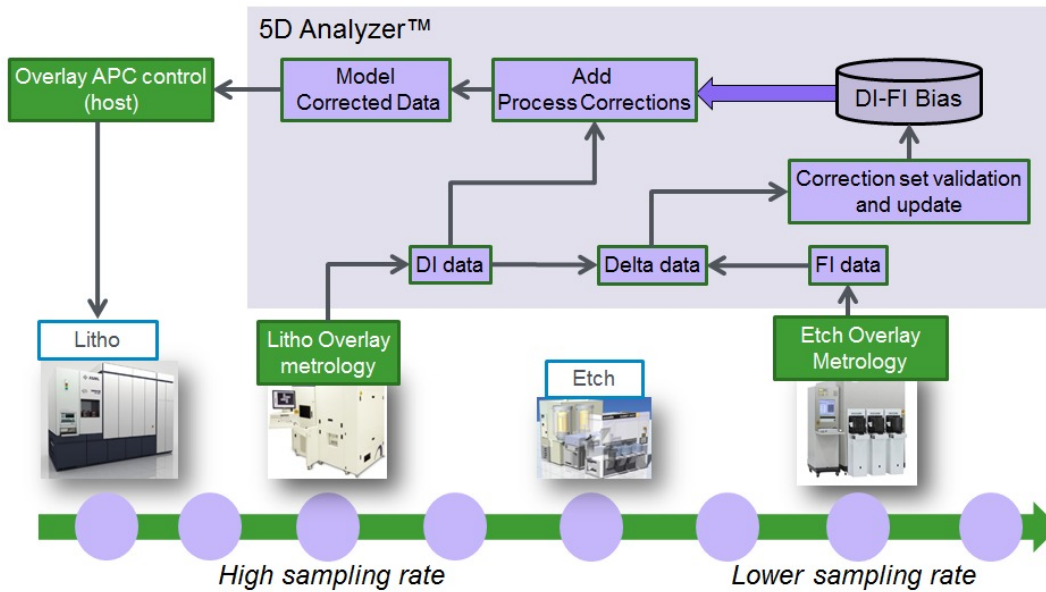 5D Analyzer™
Overlay APC control
(host)
Model
Corrected Data
Add
Process Corrections
DI-FI Bias
Correction set validation
and update
DI data
Delta data
FI data
Litho
Litho Overlay
metrology
Etch
Etch Overlay
Metrology
High sampling rate
Lower sampling rate